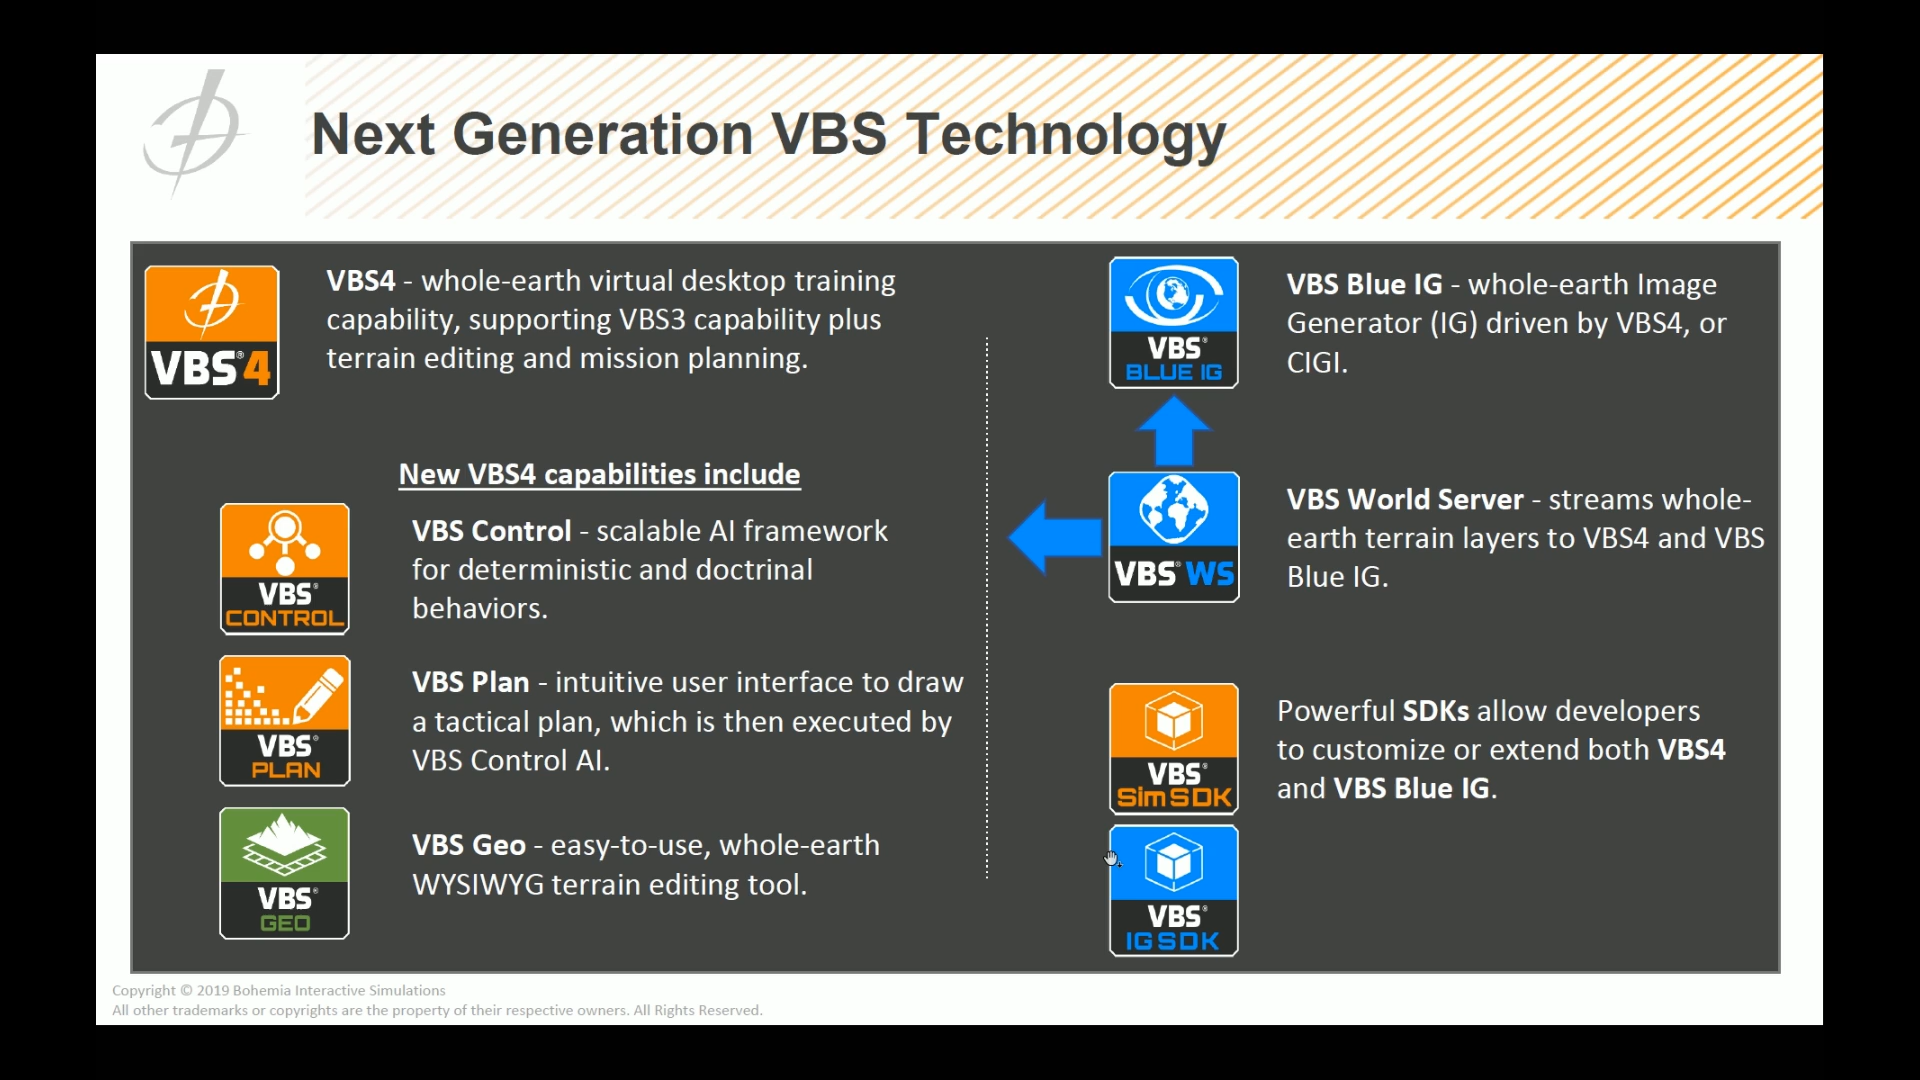 Next Generation VBS Technology
VBS®4
VBS4 - whole-earth virtual desktop training
capability, supporting VBS3 capability plus
terrain editing and mission planning.
New VBS4 capabilities include
VBS®
CONTROL
VBS Control - scalable AI framework
for deterministic and doctrinal
behaviors.
VBS®
PLAN
VBS Plan - intuitive user interface to draw
a tactical plan, which is then executed by
VBS Control AI.
VBS®
GEO
VBS Geo - easy-to-use, whole-earth
WYSIWYG terrain editing tool.
VBS®
BLUE IG
VBS Blue IG - whole-earth Image
Generator (IG) driven by VBS4, or
CIGI.
VBS® WS
VBS World Server - streams whole-
earth terrain layers to VBS4 and VBS
Blue IG.
VBS®
SimSDK
Powerful SDKs allow developers
to customize or extend both VBS4
and VBS Blue IG.
VBS®
IG SDK
Copyright © 2019 Bohemia Interactive Simulations
All other trademarks or copyrights are the property of their respective owners. All Rights Reserved.